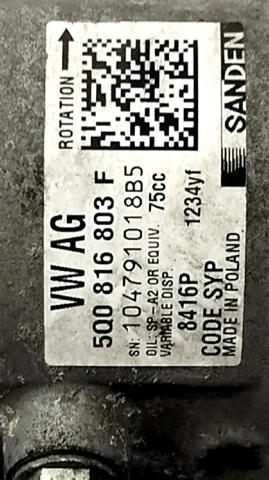 ROTATION →
VW AG
5Q0 816 803 F
SN: 104791018B5
OIL: SP-A2 OR EQUIV. 75cc
VARIABLE DISP.
8416P 1234yf
CODE SYP
MADE IN POLAND
SANDEN